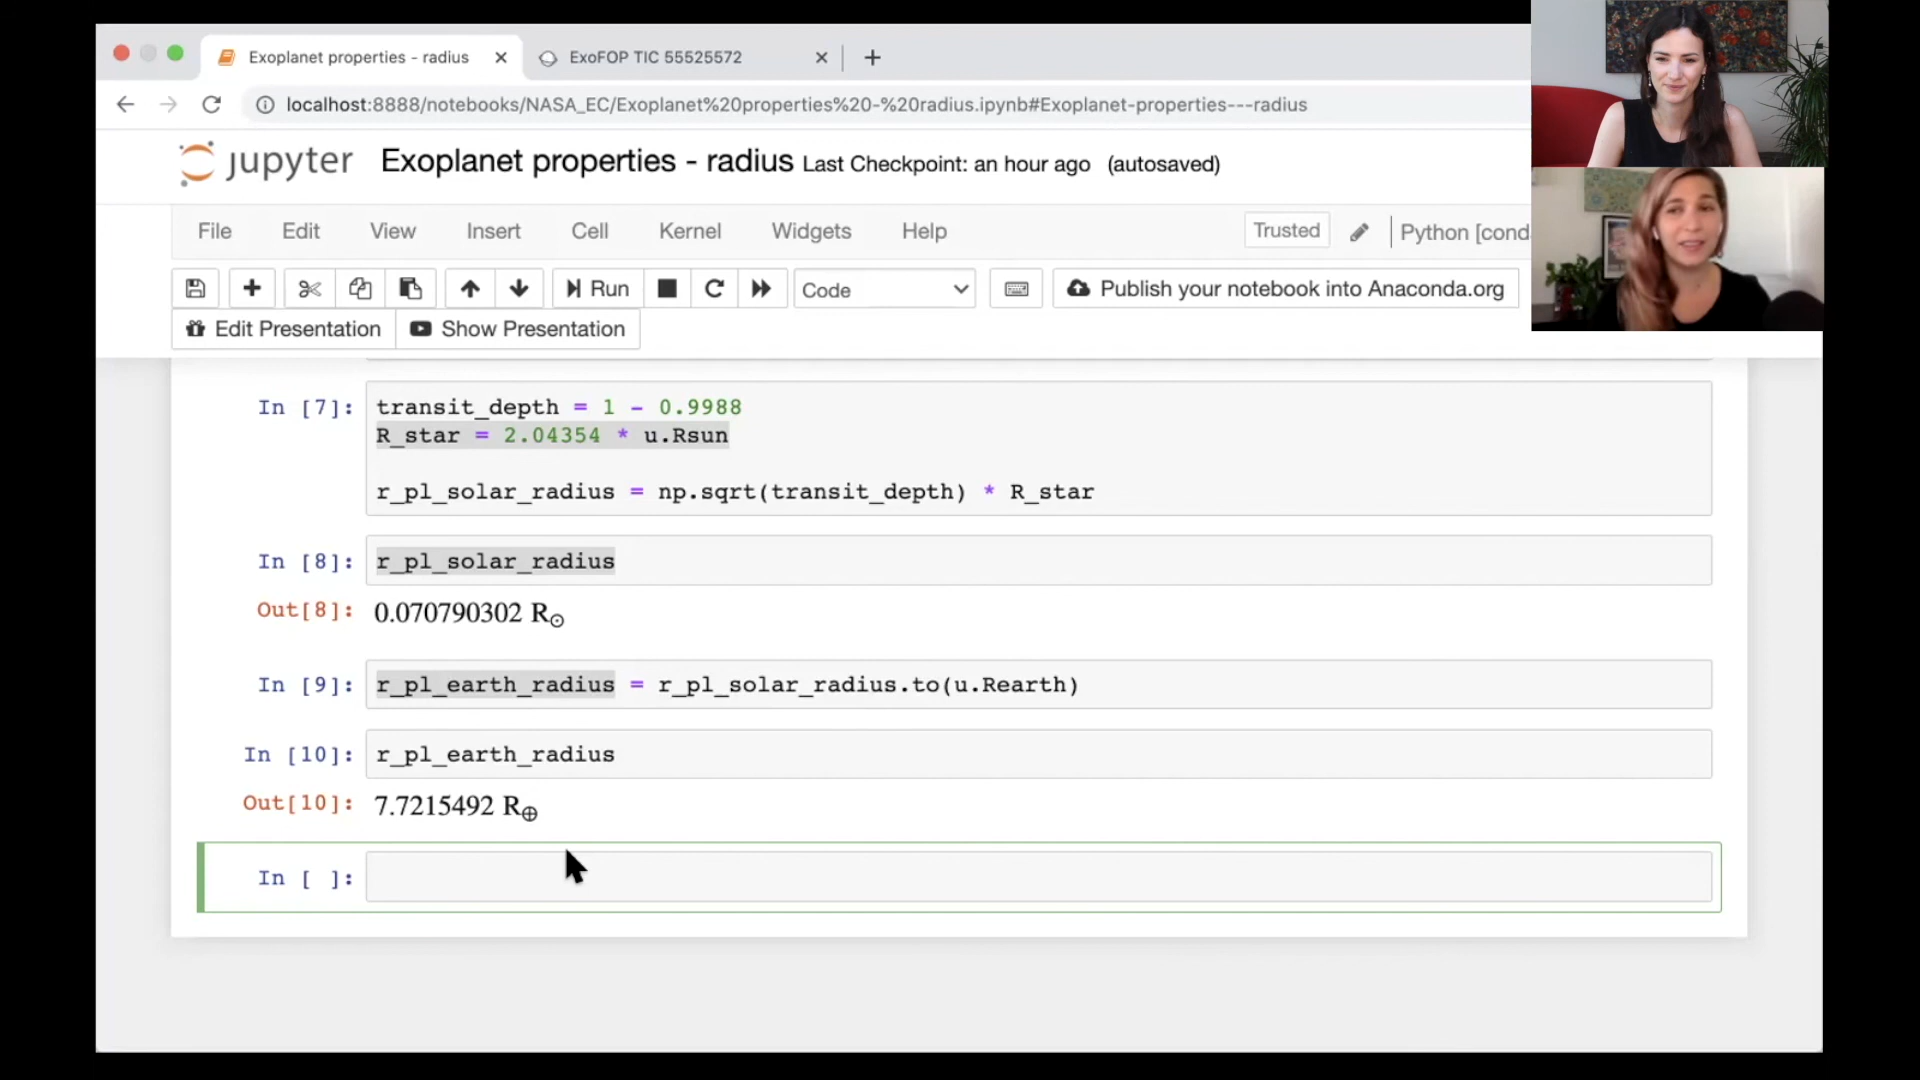 Exoplanet properties - radius
ExoFOP TIC 55525572
localhost:8888/notebooks/NASA_EC/Exoplanet%20properties%20-%20radius.ipynb#Exoplanet-properties---radius
jupyter Exoplanet properties - radius Last Checkpoint: an hour ago (autosaved)
File Edit View Insert Cell Kernel Widgets Help Trusted Python [cond
Run Code Publish your notebook into Anaconda.org
Edit Presentation Show Presentation
In [7]: transit_depth = 1 - 0.9988
R_star = 2.04354 * u.Rsun
r_pl_solar_radius = np.sqrt(transit_depth) * R_star
In [8]: r_pl_solar_radius
Out[8]: 0.070790302 R⊙
In [9]: r_pl_earth_radius = r_pl_solar_radius.to(u.Rearth)
In [10]: r_pl_earth_radius
Out[10]: 7.7215492 R⊕
In [ ]: